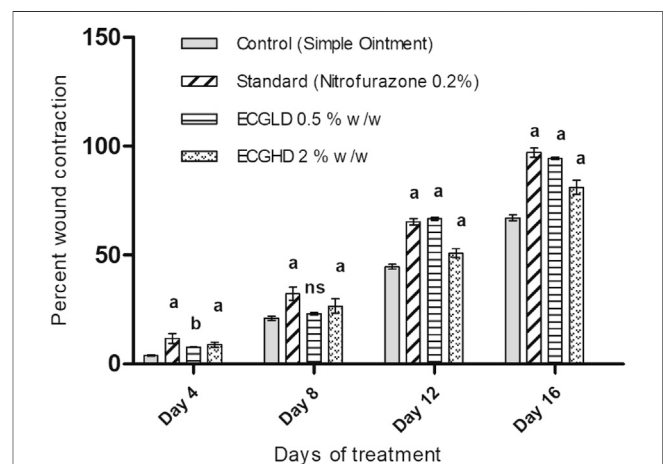 150
100
50
0
Percent wound contraction
Control (Simple Ointment)
Standard (Nitrofurazone 0.2%)
ECGLD 0.5 % w/w
ECGHD 2 % w/w
a
b
a
a
ns
a
a
a
a
a
a
a
Day 4
Day 8
Day 12
Day 16
Days of treatment